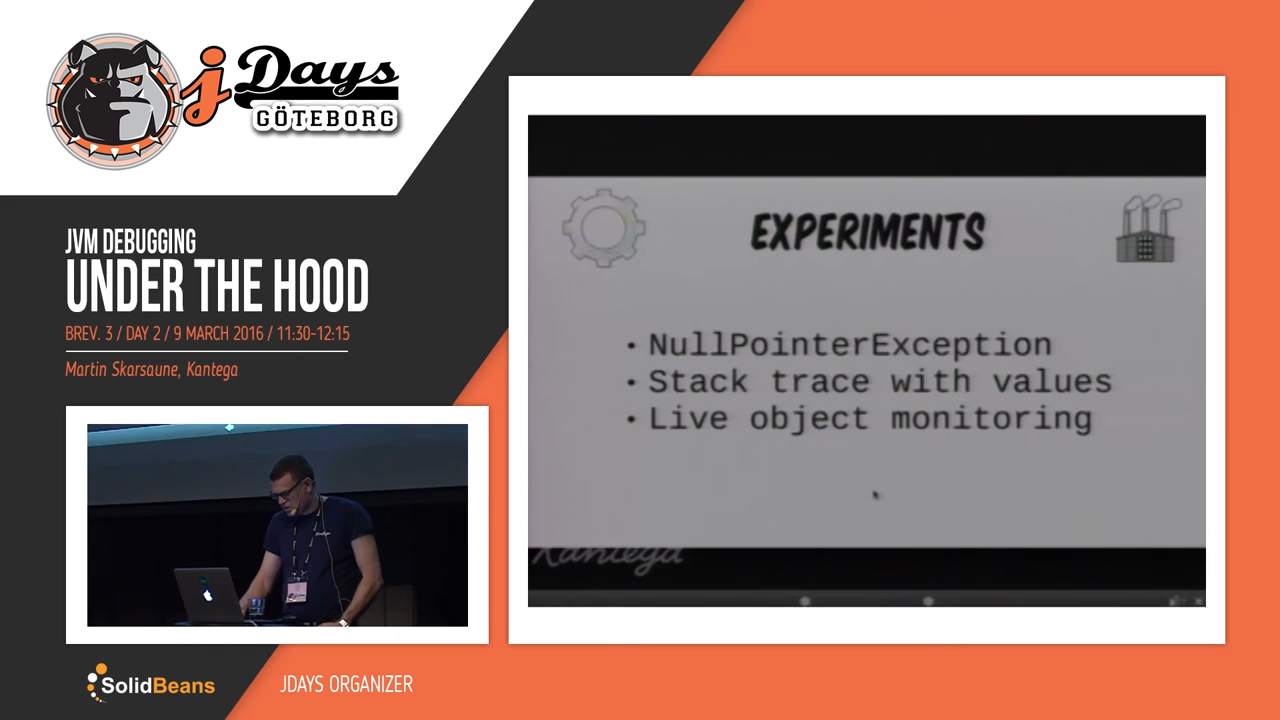 jDays
GÖTEBORG
JVM DEBUGGING
UNDER THE HOOD
BREV. 3 / DAY 2 / 9 MARCH 2016 / 11:30-12:15
Martin Skarsaune, Kantega
EXPERIMENTS
• NullPointerException
• Stack trace with values
• Live object monitoring
Kantega
SolidBeans
JDAYS ORGANIZER